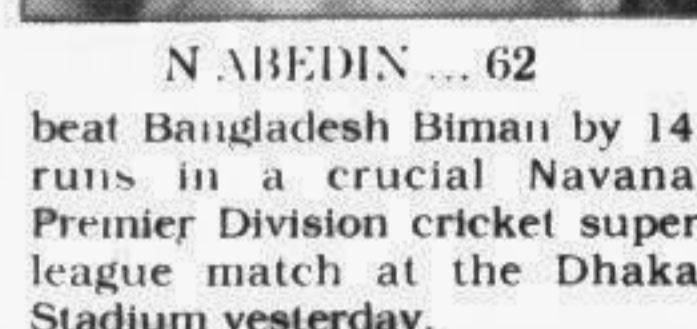 N ABEDIN ... 62
beat Bangladesh Biman by 14
runs in a crucial Navana
Premier Division cricket super
league match at the Dhaka
Stadium yesterday.